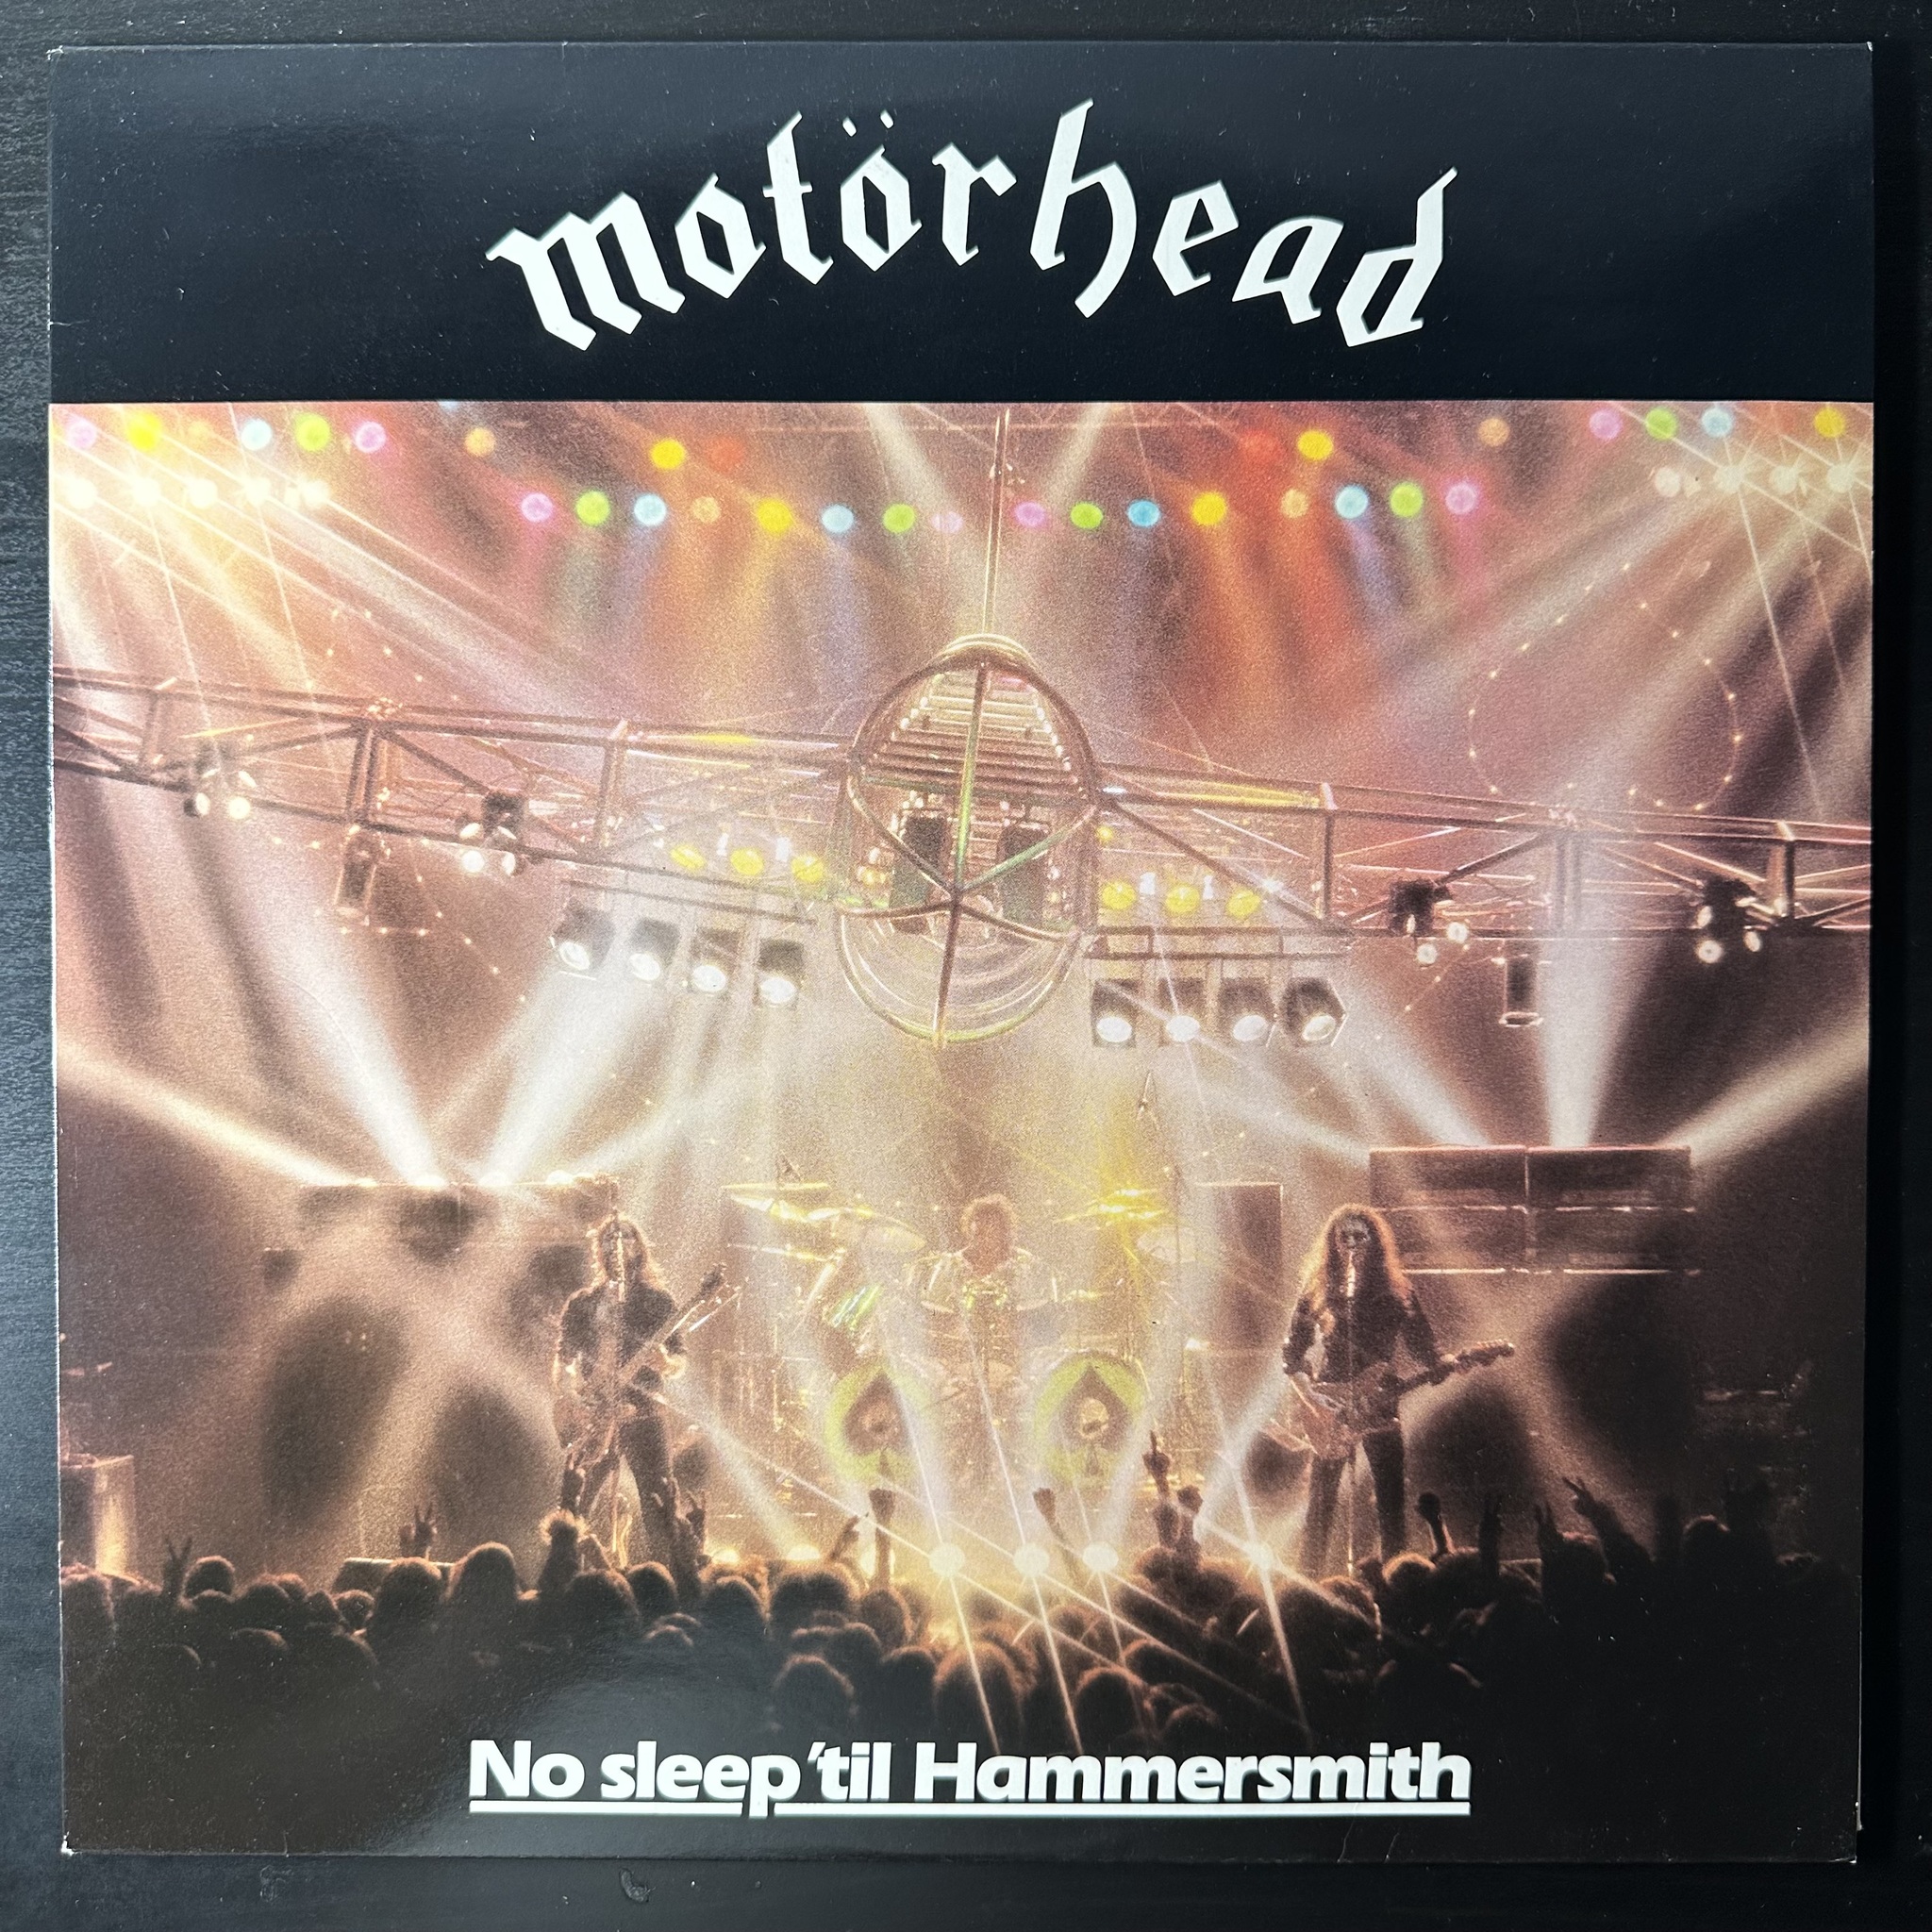 motörhead
No sleep 'til Hammersmith